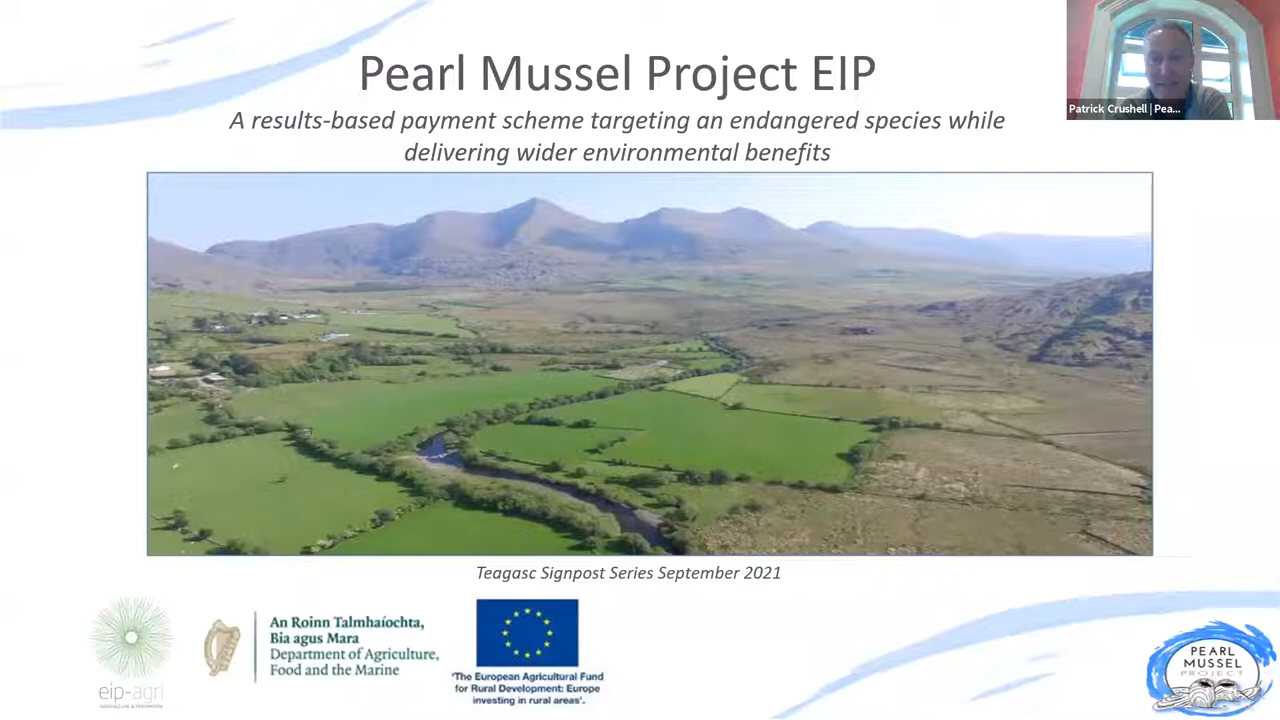 Pearl Mussel Project EIP
A results-based payment scheme targeting an endangered species while
delivering wider environmental benefits
Patrick Crushell | Pea...
Teagasc Signpost Series September 2021
eip-agri
AGRICULTURE & INNOVATION
An Roinn Talmhaíochta,
Bia agus Mara
Department of Agriculture,
Food and the Marine
'The European Agricultural Fund
for Rural Development: Europe
investing in rural areas'.
PEARL
MUSSEL
PROJECT